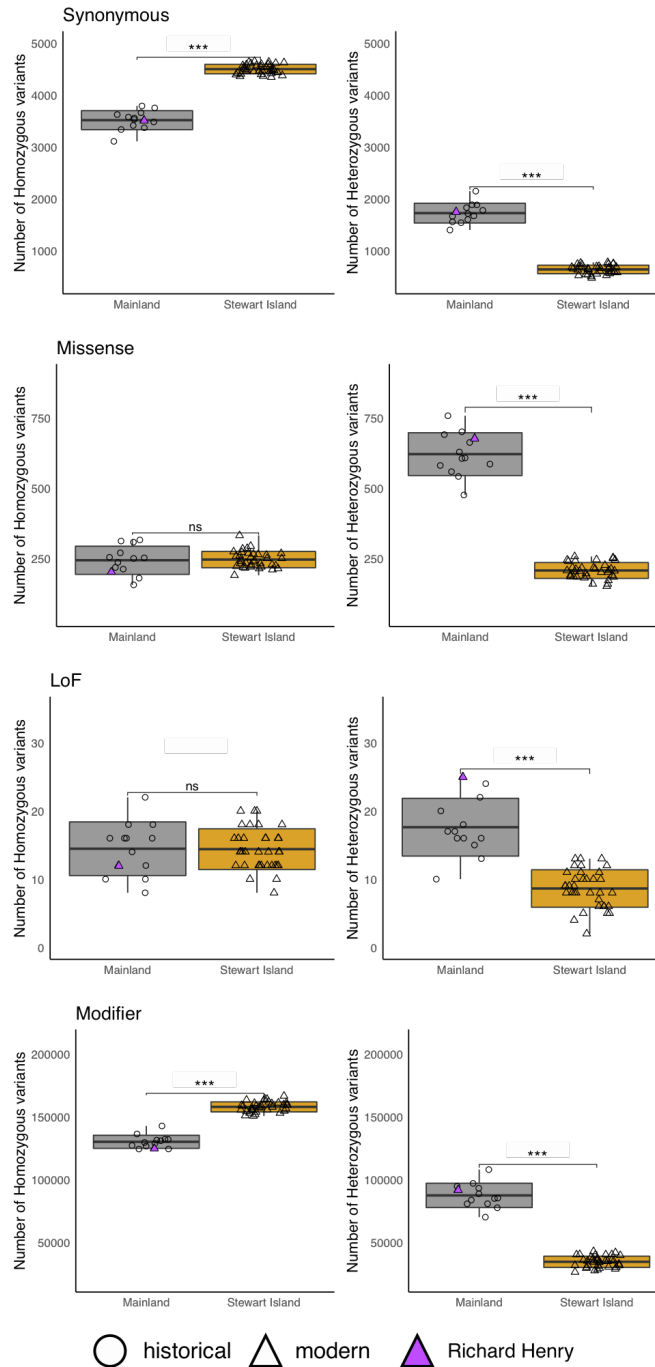 Synonymous
Number of Homozygous variants
5000
4000
3000
2000
1000
***
Mainland
Stewart Island
Number of Heterozygous variants
5000
4000
3000
2000
1000
***
Mainland
Stewart Island
Missense
Number of Homozygous variants
750
500
250
ns
Mainland
Stewart Island
Number of Heterozygous variants
750
500
250
***
Mainland
Stewart Island
LoF
Number of Homozygous variants
30
20
10
0
ns
Mainland
Stewart Island
Number of Heterozygous variants
30
20
10
0
***
Mainland
Stewart Island
Modifier
Number of Homozygous variants
200000
150000
100000
50000
***
Mainland
Stewart Island
Number of Heterozygous variants
200000
150000
100000
50000
***
Mainland
Stewart Island
historical modern Richard Henry